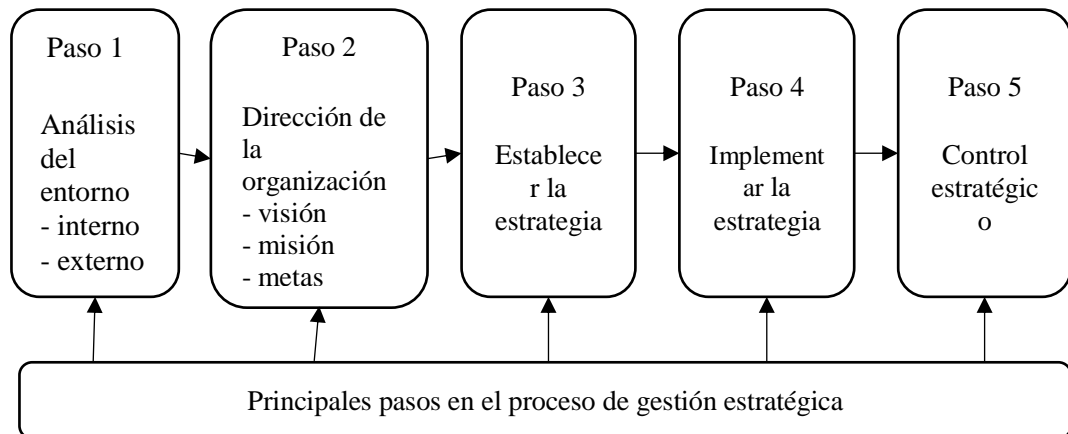 Paso 1
Análisis
del
entorno
- interno
- externo
Paso 2
Dirección de
la
organización
- visión
- misión
- metas
Paso 3
Establece
r la
estrategia
Paso 4
Implement
ar la
estrategia
Paso 5
Control
estratégic
o
Principales pasos en el proceso de gestión estratégica